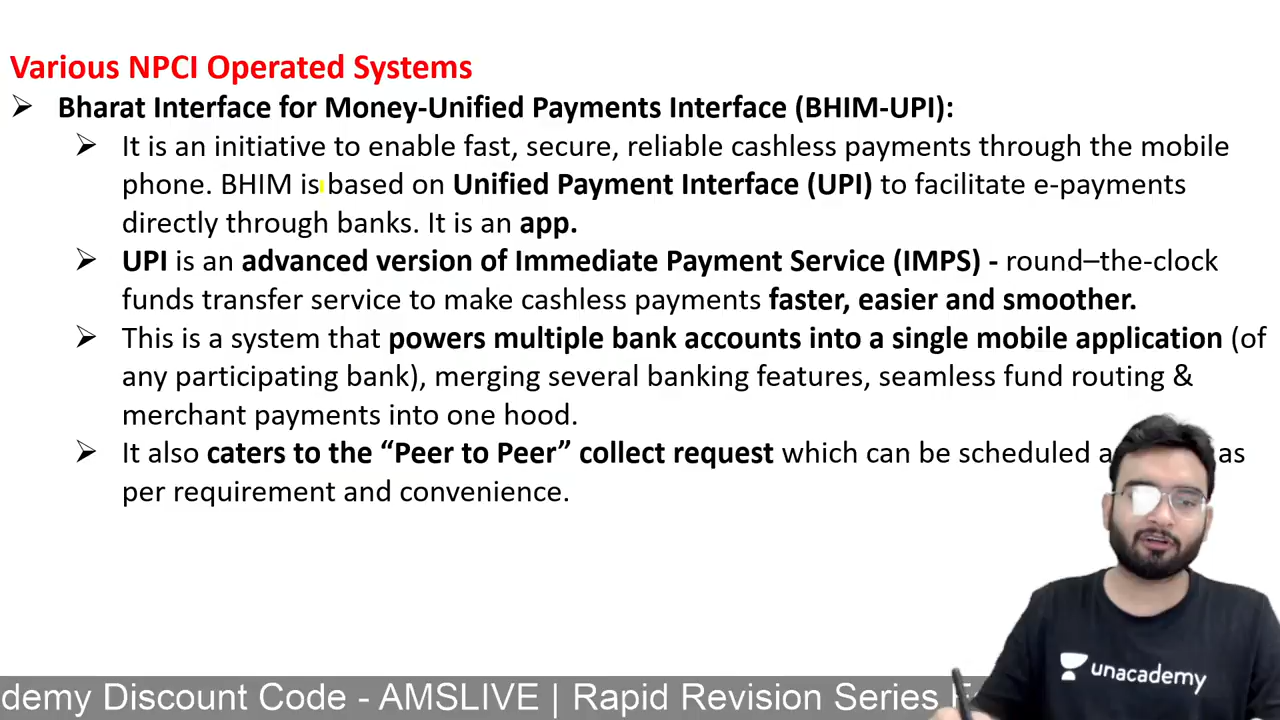 Various NPCI Operated Systems
➢ Bharat Interface for Money-Unified Payments Interface (BHIM-UPI):
➢ It is an initiative to enable fast, secure, reliable cashless payments through the mobile
phone. BHIM is based on Unified Payment Interface (UPI) to facilitate e-payments
directly through banks. It is an app.
➢ UPI is an advanced version of Immediate Payment Service (IMPS) - round–the-clock
funds transfer service to make cashless payments faster, easier and smoother.
➢ This is a system that powers multiple bank accounts into a single mobile application (of
any participating bank), merging several banking features, seamless fund routing &
merchant payments into one hood.
➢ It also caters to the “Peer to Peer” collect request which can be scheduled as
per requirement and convenience.
unacademy
demy Discount Code - AMSLIVE | Rapid Revision Series